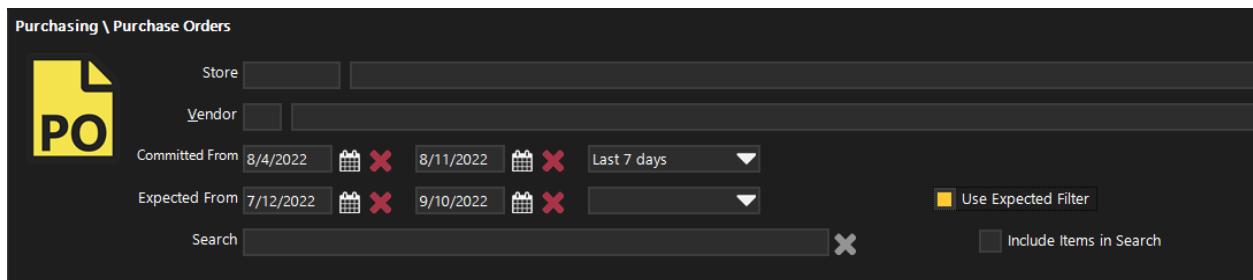 Purchasing \ Purchase Orders
PO
Store
Vendor
Committed From 8/4/2022 8/11/2022 Last 7 days
Expected From 7/12/2022 9/10/2022 Use Expected Filter
Search Include Items in Search